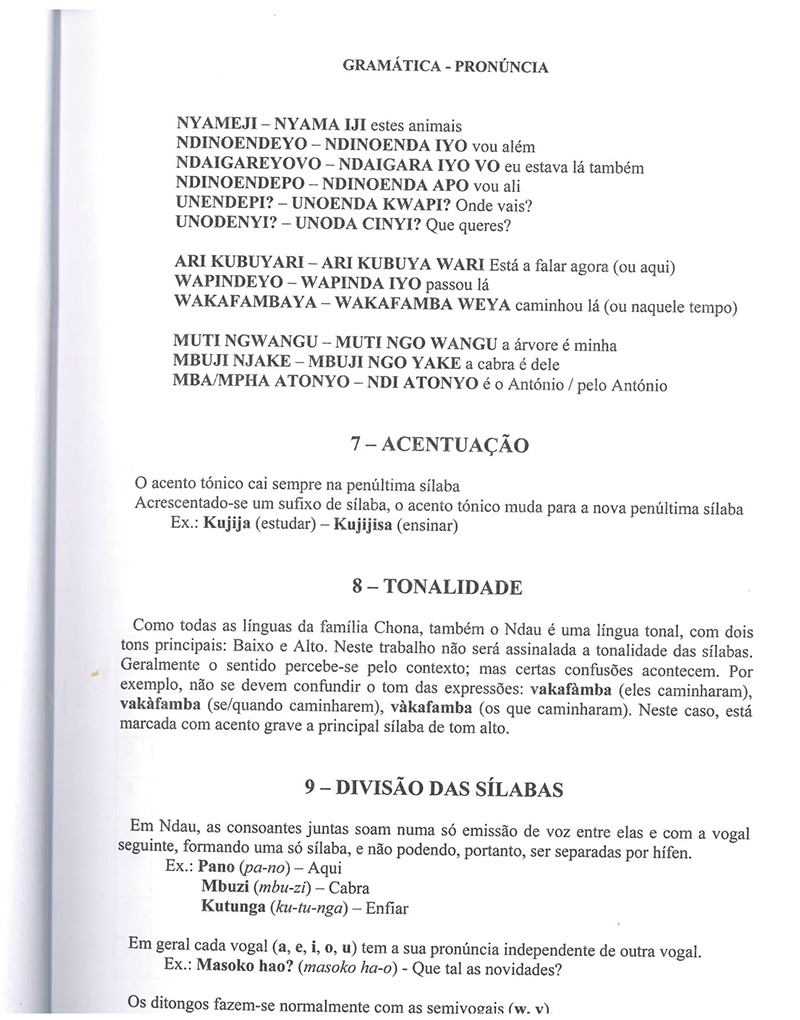 GRAMÁTICA - PRONÚNCIA
NYAMEJI – NYAMA IJI estes animais
NDINOENDEYO – NDINOENDA IYO vou além
NDAIGAREYOVO – NDAIGARA IYO VO eu estava lá também
NDINOENDEPO – NDINOENDA APO vou ali
UNENDEPI? – UNOENDA KWAPI? Onde vais?
UNODENYI? – UNODA CINYI? Que queres?
ARI KUBUYARI – ARI KUBUYA WARI Está a falar agora (ou aqui)
WAPINDEYO – WAPINDA IYO passou lá
WAKAFAMBAYA – WAKAFAMBA WEYA caminhou lá (ou naquele tempo)
MUTI NGWANGU – MUTI NGO WANGU a árvore é minha
MBUJI NJAKE – MBUJI NGO YAKE a cabra é dele
MBA/MPHA ATONYO – NDI ATONYO é o António / pelo António
7 – ACENTUAÇÃO
O acento tónico cai sempre na penúltima sílaba
Acrescentado-se um sufixo de sílaba, o acento tónico muda para a nova penúltima sílaba
Ex.: Kujija (estudar) – Kujijisa (ensinar)
8 – TONALIDADE
Como todas as línguas da família Chona, também o Ndau é uma língua tonal, com dois
tons principais: Baixo e Alto. Neste trabalho não será assinalada a tonalidade das sílabas.
Geralmente o sentido percebe-se pelo contexto; mas certas confusões acontecem. Por
exemplo, não se devem confundir o tom das expressões: vakafàmba (eles caminharam),
vakàfamba (se/quando caminharem), vàkafamba (os que caminharam). Neste caso, está
marcada com acento grave a principal sílaba de tom alto.
9 – DIVISÃO DAS SÍLABAS
Em Ndau, as consoantes juntas soam numa só emissão de voz entre elas e com a vogal
seguinte, formando uma só sílaba, e não podendo, portanto, ser separadas por hífen.
Ex.: Pano (pa-no) – Aqui
Mbuzi (mbu-zi) – Cabra
Kutunga (ku-tu-nga) – Enfiar
Em geral cada vogal (a, e, i, o, u) tem a sua pronúncia independente de outra vogal.
Ex.: Masoko hao? (masoko ha-o) - Que tal as novidades?
Os ditongos fazem-se normalmente com as semivogais (w, y)